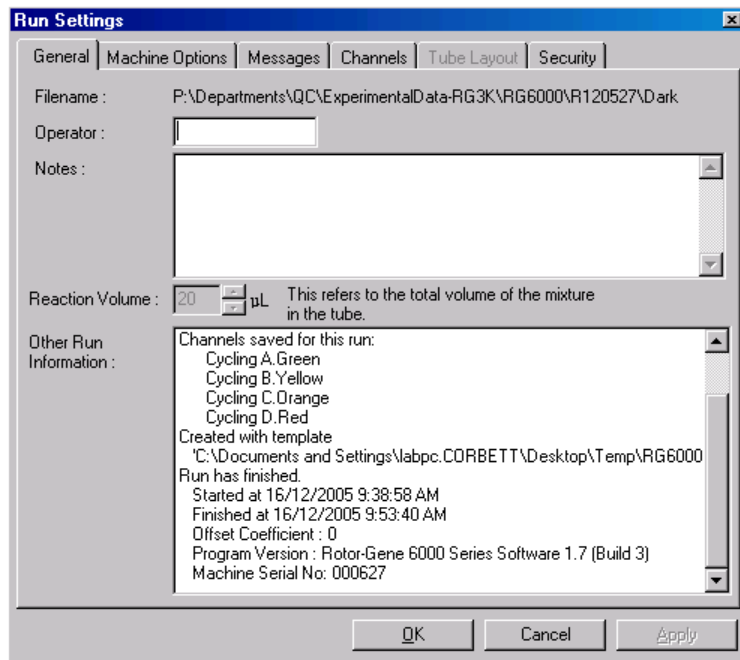 Run Settings
General Machine Options Messages Channels Tube Layout Security
Filename : P:\Departments\QC\ExperimentalData-RG3K\RG6000\R120527\Dark
Operator :
Notes :
Reaction Volume : 20 µL This refers to the total volume of the mixture
in the tube.
Other Run
Information :
Channels saved for this run:
Cycling A.Green
Cycling B.Yellow
Cycling C.Orange
Cycling D.Red
Created with template
'C:\Documents and Settings\labpc.CORBETT\Desktop\Temp\RG6000
Run has finished.
Started at 16/12/2005 9:38:58 AM
Finished at 16/12/2005 9:53:40 AM
Offset Coefficient : 0
Program Version : Rotor-Gene 6000 Series Software 1.7 (Build 3)
Machine Serial No: 000627
OK Cancel Apply